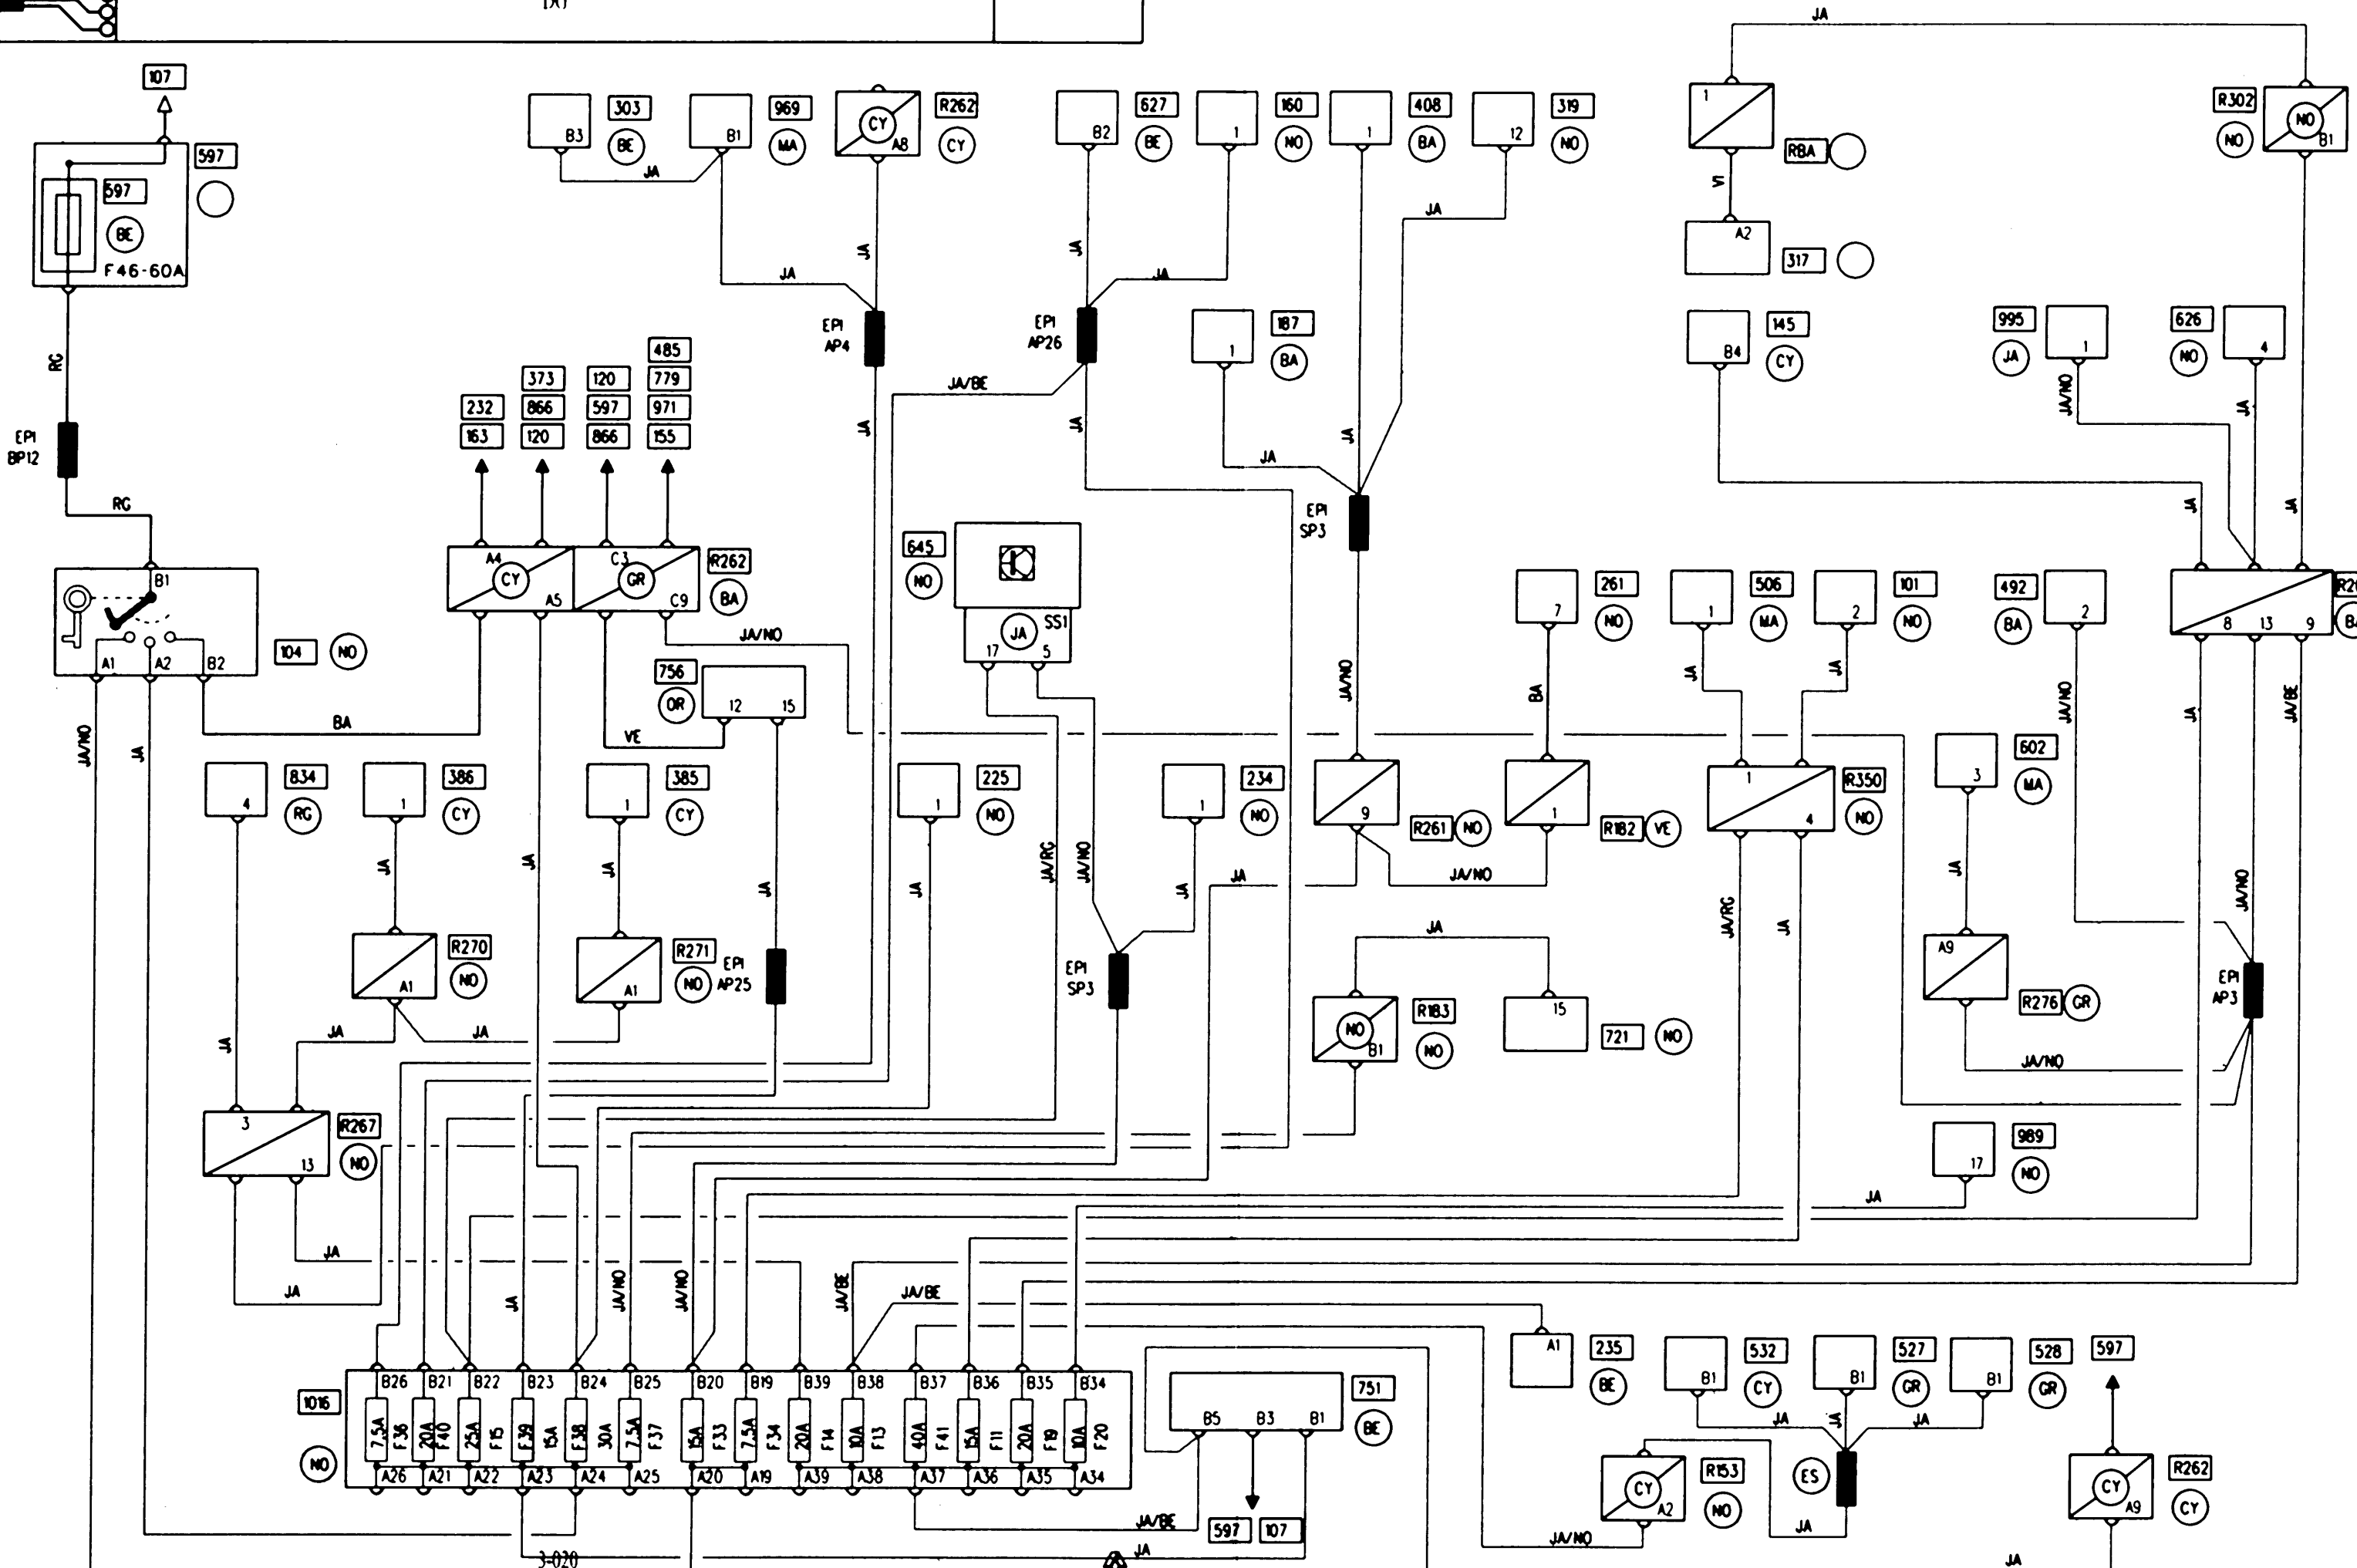 JA
107
597
597
BE
F46-60A
RG
EPI
BP12
RG
B1
A1 A2 B2
104 NO
JA/NO
JA
BA
B3 303 BE
JA
B1 969 MA
JA
CY A8 R262 CY
JA
EPI
AP4
JA
B2 627 BE
JA
1 160 NO
JA
EPI
AP26
JA/BE
JA
1 408 BA
JA
12 319 NO
JA
1 187 BA
JA
EPI
SP3
JA/NO
1 RBA
VI
A2 317
R302 NO
NO B1
B4 145 CY
995 JA 1
JA/NO
626 NO 4
JA
JA
JA
485
373 120 779
232 866 597 971
163 120 866 155
A4 CY A5
C3 GR C9
R262 BA
JA/NO
756 OR
12 15
VE
JA
645 NO
JA SS1
17 5
JA/RG
JA/NO
7 261 NO
BA
1 506 MA
JA
2 101 NO
JA
492 BA 2
JA/NO
8 13 9
JA
JA/NO
JA/BE
4 834 RG
JA
1 386 CY
JA
1 385 CY
JA
JA
1 225 NO
JA
1 234 NO
JA
9 R261 NO
JA
JA/NO
1 R182 VE
1 4 R350 NO
JA/RG
JA
3 602 MA
JA
A1 R270 NO
A1 R271 NO
EPI
AP25
EPI
SP3
JA
NO B1 R183 NO
15 721 NO
A9 R276 GR
EPI
AP3
JA/NO
JA
JA
3 13 R267 NO
17 989 NO
JA
JA
JA
JA
JA/NO
JA/NO
JA/BE
JA/BE
1016 NO
B26 B21 B22 B23 B24 B25 B20 B19 B39 B38 B37 B36 B35 B34
7.5A F36
20A F40
25A F15
F39 15A
F38 30A
7.5A F37
15A F33
7.5A F34
20A F14
10A F13
40A F41
15A F11
20A F19
10A F20
A26 A21 A22 A23 A24 A25 A20 A19 A39 A38 A37 A36 A35 A34
B5 B3 B1
751 BE
597 107
JA/BE
JA
3-020
A1 235 BE
B1 532 CY
JA
B1 527 GR
JA
B1 528 GR
JA
CY A2 R153 NO
ES
JA
JA/NO
597
CY A9 R262 CY
JA